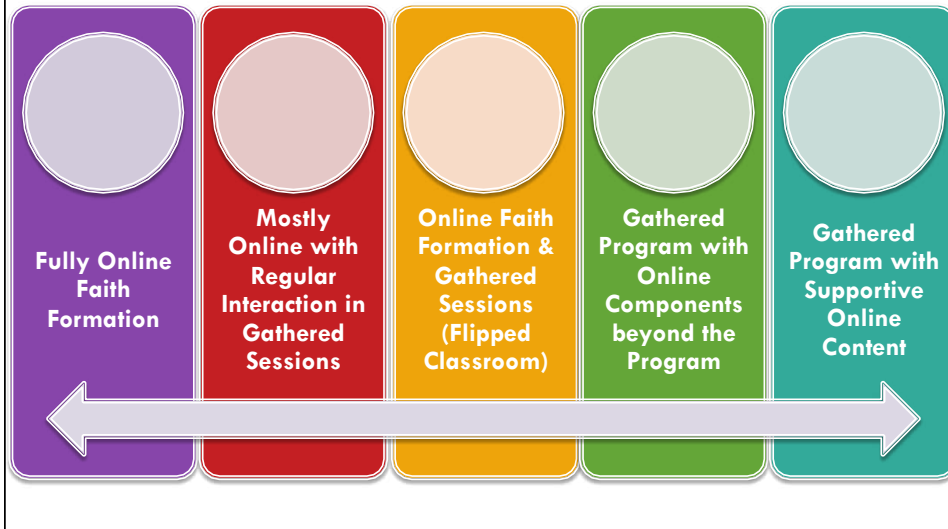 Fully Online
Faith
Formation
Mostly
Online with
Regular
Interaction in
Gathered
Sessions
Online Faith
Formation &
Gathered
Sessions
(Flipped
Classroom)
Gathered
Program with
Online
Components
beyond the
Program
Gathered
Program with
Supportive
Online
Content